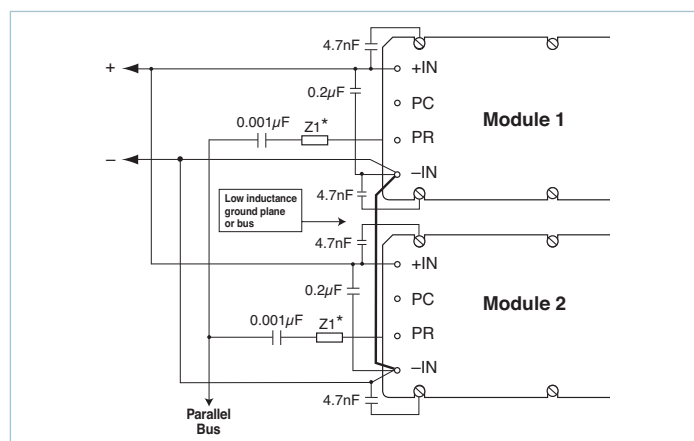 4.7nF
+
+IN
0.2µF
PC
Module 1
0.001µF
Z1*
PR
–
–IN
4.7nF
Low inductance
ground plane
or bus
4.7nF
+IN
0.2µF
PC
Module 2
0.001µF
Z1*
PR
–IN
4.7nF
Parallel
Bus